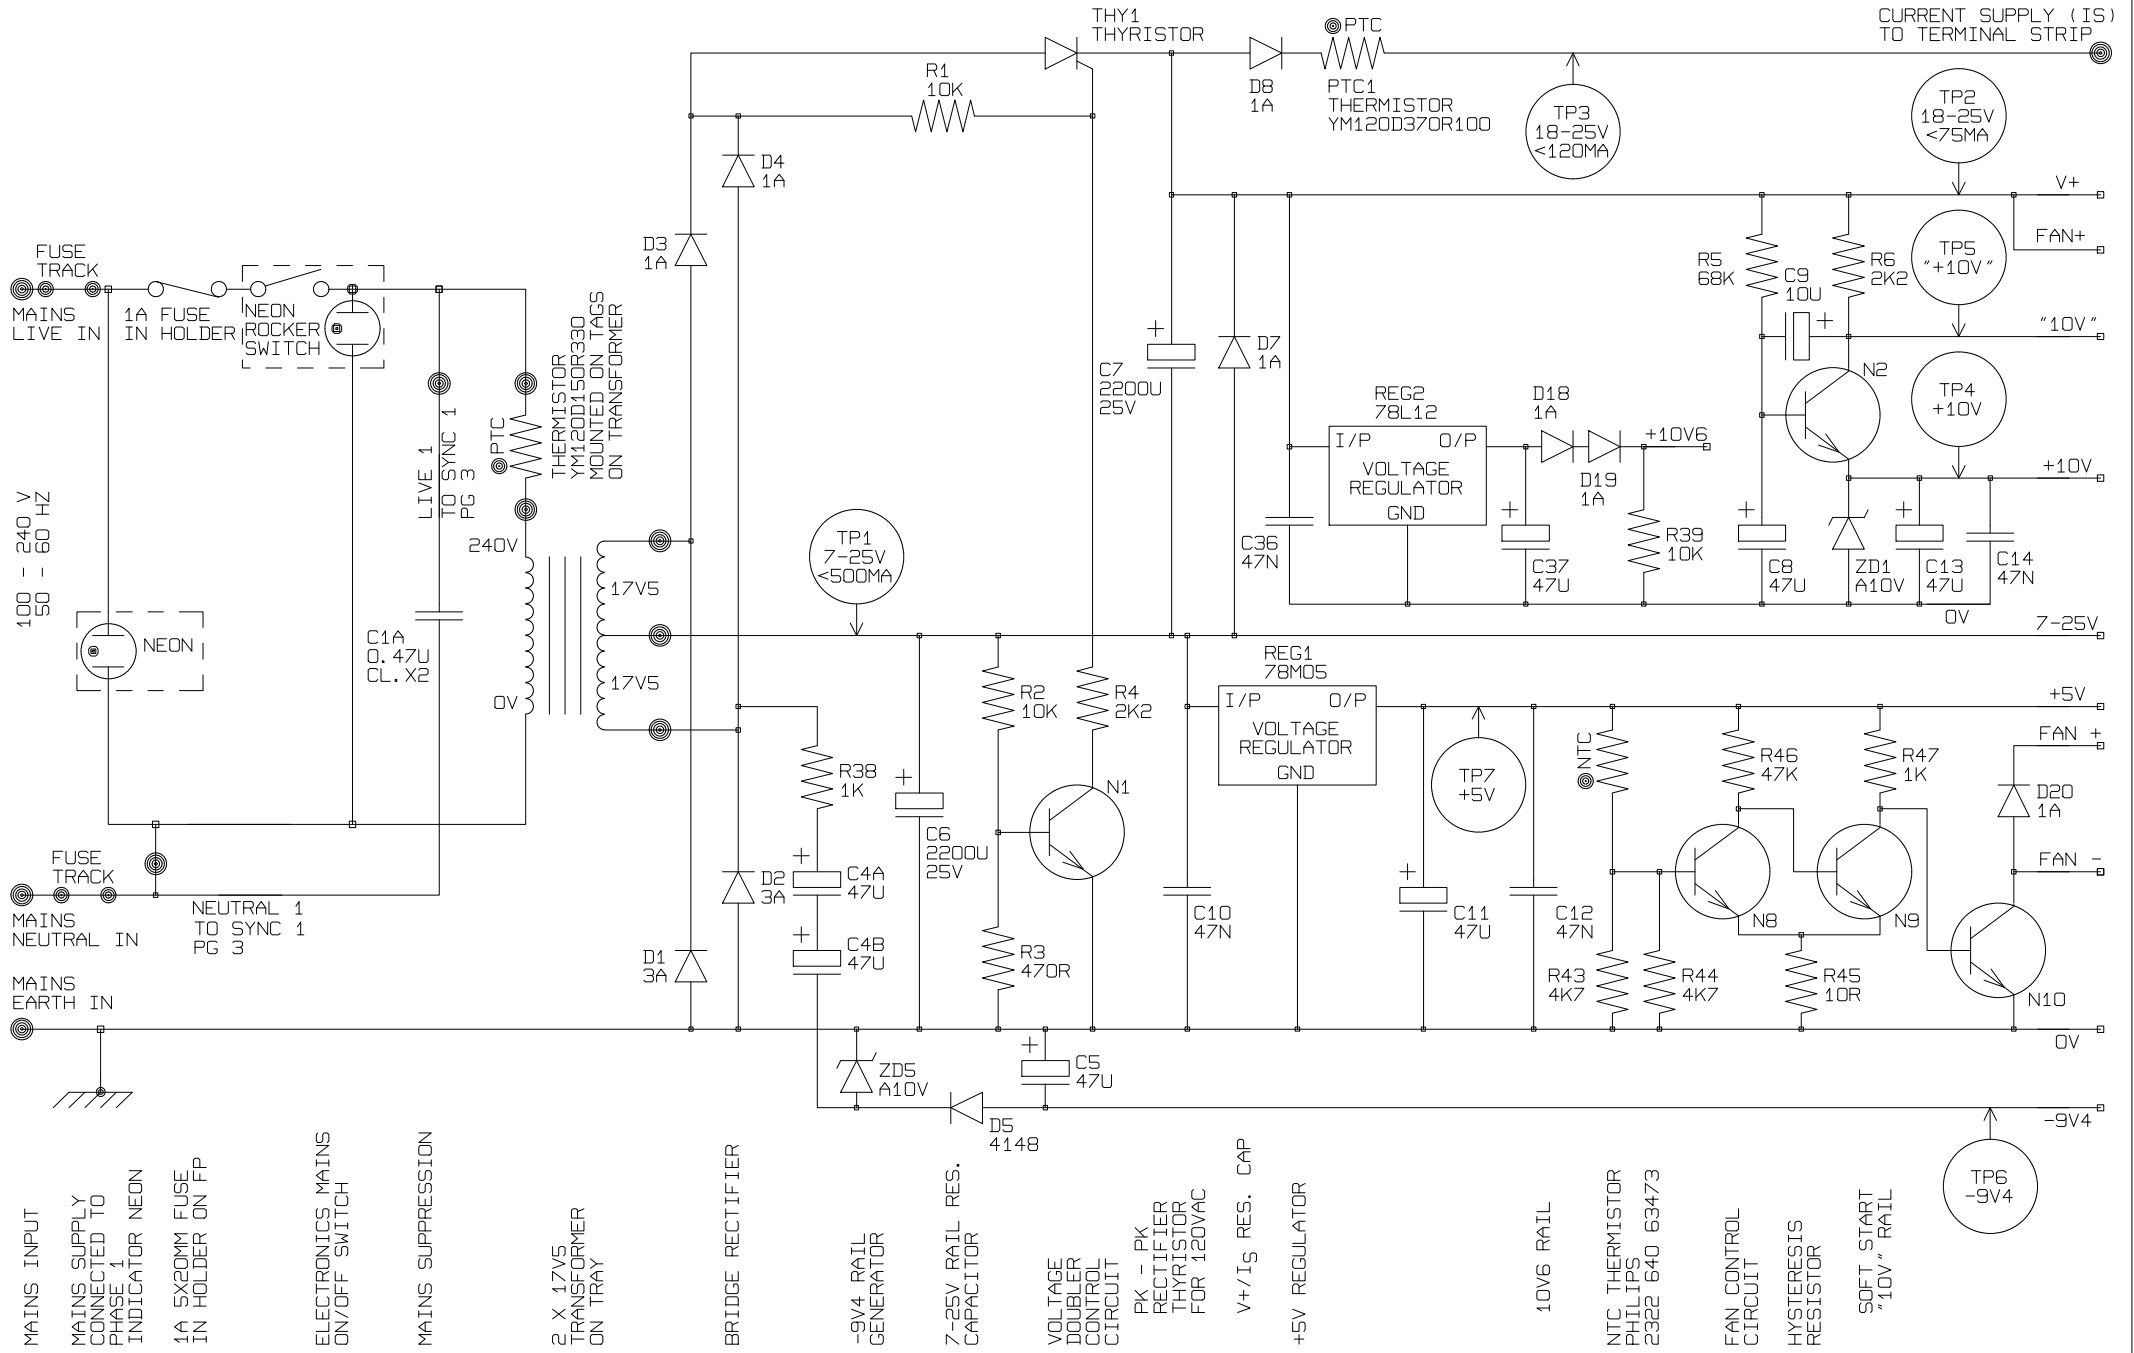 THY1
THYRISTOR
PTC
CURRENT SUPPLY (IS)
TO TERMINAL STRIP
R1
10K
D8
1A
PTC1
THERMISTOR
YM120D370R100
TP3
18-25V
<120MA
TP2
18-25V
<75MA
D4
1A
V+
D3
1A
FUSE
TRACK
MAINS
LIVE IN
1A FUSE
IN HOLDER
NEON
ROCKER
SWITCH
THERMISTOR
YM120D150R330
MOUNTED ON TAGS
ON TRANSFORMER
PTC
LIVE 1
TO SYNC 1
PG 3
R5
68K
C9
10U
R6
2K2
TP5
"+10V"
FAN+
"10V"
C7
2200U
25V
D7
1A
REG2
78L12
I/P
O/P
VOLTAGE
REGULATOR
GND
D18
1A
D19
1A
+10V6
N2
TP4
+10V
+10V
100 - 240 V
50 - 60 HZ
240V
17V5
TP1
7-25V
<500MA
C36
47N
C37
47U
R39
10K
C8
47U
ZD1
A10V
C13
47U
C14
47N
0V
7-25V
NEON
C1A
0.47U
CL.X2
0V
17V5
R2
10K
R4
2K2
REG1
78M05
I/P
O/P
VOLTAGE
REGULATOR
GND
+5V
FAN +
TP7
+5V
NTC
R46
47K
R47
1K
D20
1A
R38
1K
C6
2200U
25V
N1
FUSE
TRACK
MAINS
NEUTRAL IN
NEUTRAL 1
TO SYNC 1
PG 3
D2
3A
C4A
47U
C4B
47U
D1
3A
R3
470R
C10
47N
C11
47U
C12
47N
N8
N9
FAN -
R43
4K7
R44
4K7
R45
10R
N10
MAINS
EARTH IN
0V
ZD5
A10V
C5
47U
D5
4148
-9V4
TP6
-9V4
MAINS INPUT
MAINS SUPPLY
CONNECTED TO
PHASE 1
INDICATOR NEON
1A 5X20MM FUSE
IN HOLDER ON FP
ELECTRONICS MAINS
ON/OFF SWITCH
MAINS SUPPRESSION
2 X 17V5
TRANSFORMER
ON TRAY
BRIDGE RECTIFIER
-9V4 RAIL
GENERATOR
7-25V RAIL RES.
CAPACITOR
VOLTAGE
DOUBLER
CONTROL
CIRCUIT
PK - PK
RECTIFIER
THYRISTOR
FOR 120VAC
V+/IS RES. CAP
+5V REGULATOR
10V6 RAIL
NTC THERMISTOR
PHILIPS
2322 640 63473
FAN CONTROL
CIRCUIT
HYSTERESIS
RESISTOR
SOFT START
"10V" RAIL